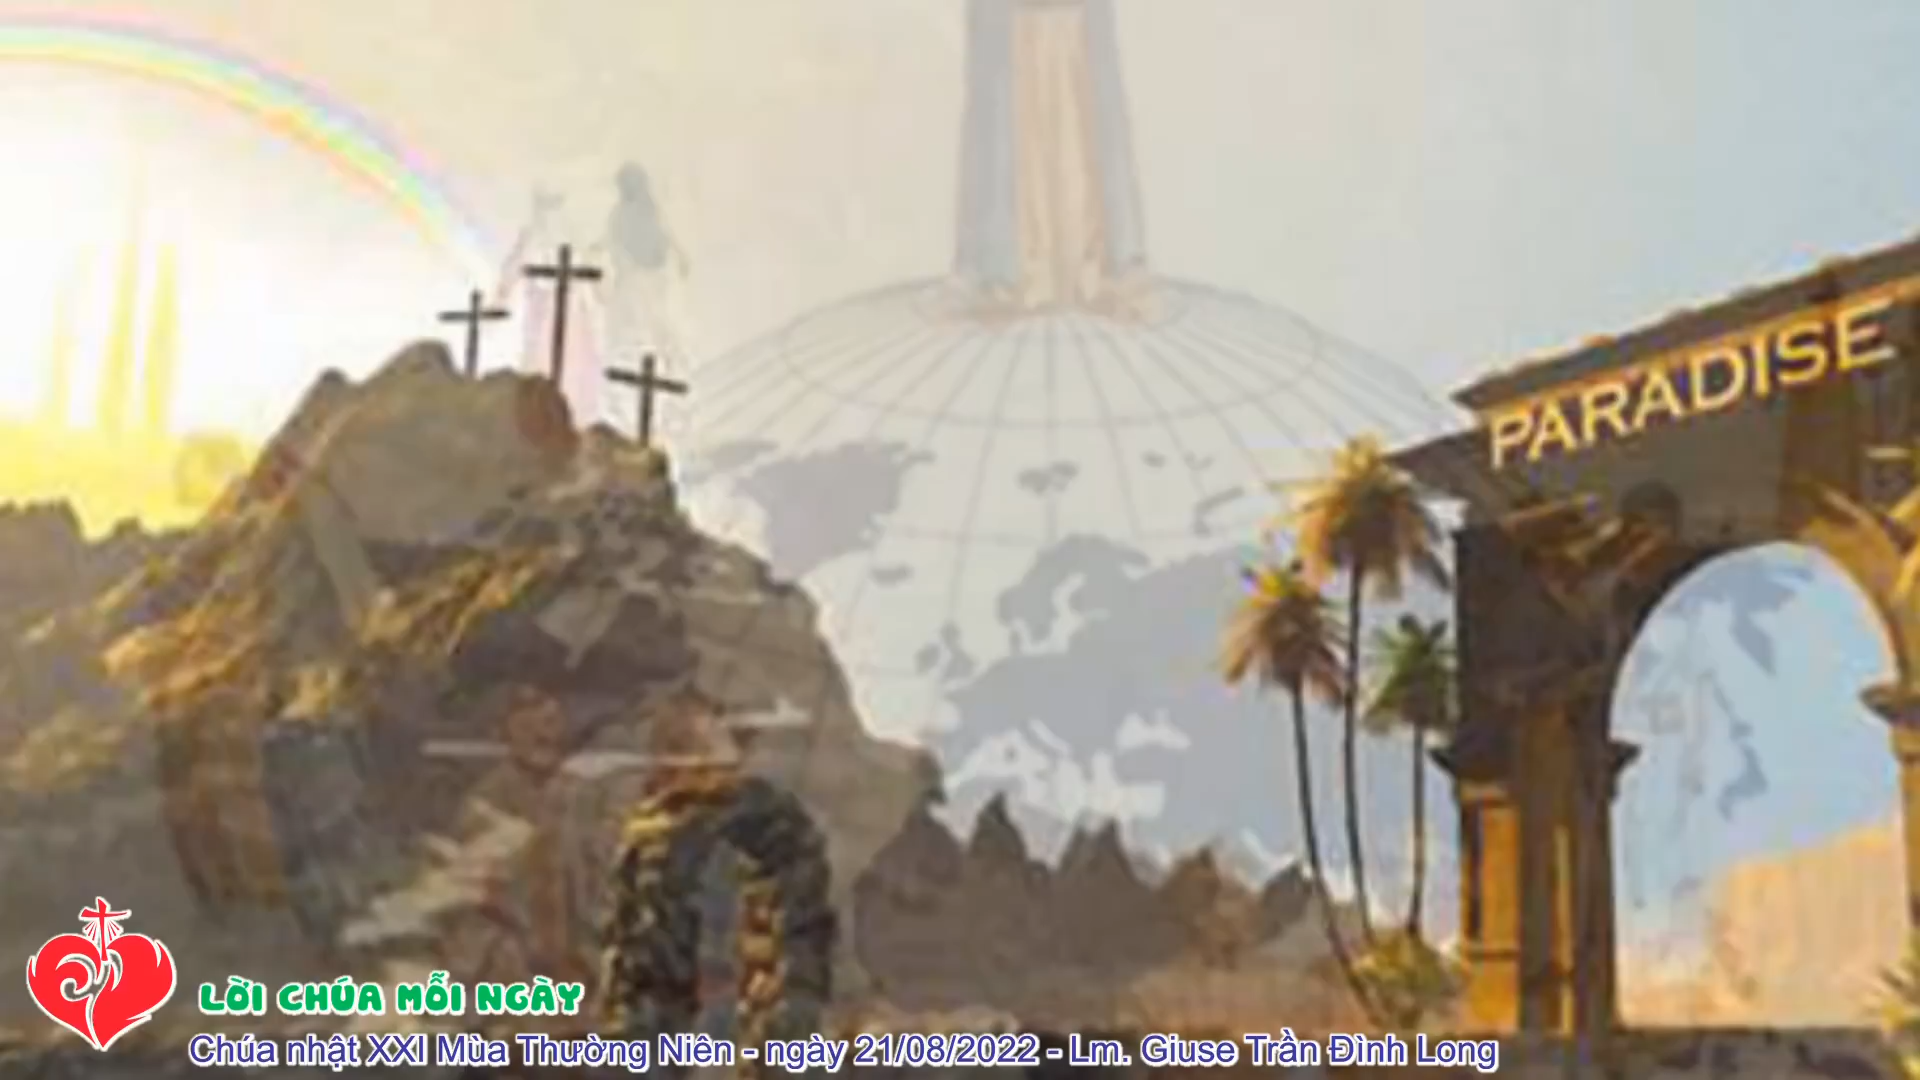 PARADISE
LỜI CHÚA MỖI NGÀY
Chúa nhật XXI Mùa Thường Niên - ngày 21/08/2022 - Lm. Giuse Trần Đình Long